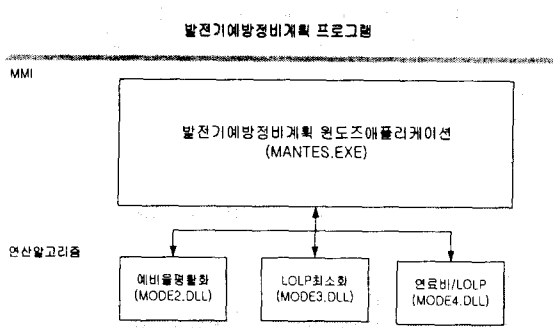 발전기예방정비계획 프로그램
MMI
발전기예방정비계획 윈도즈애플리케이션
(MANTES.EXE)
연산알고리즘
예비율평활화
(MODE2.DLL)
LOLP최소화
(MODE3.DLL)
연료비/LOLP
(MODE4.DLL)